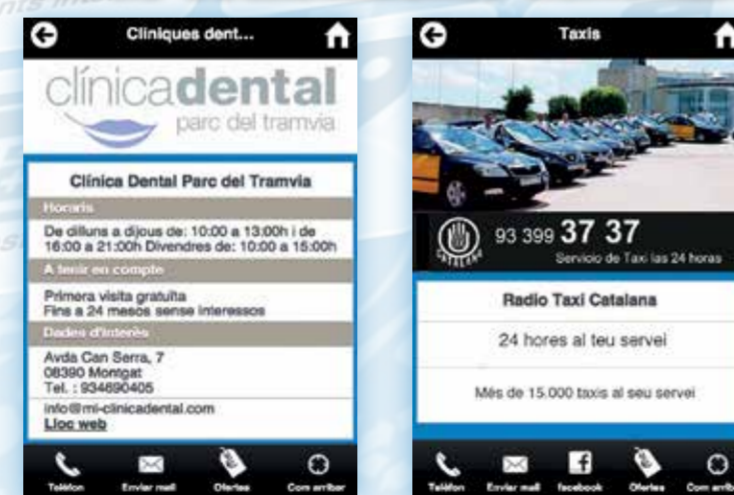 Cliniques dent...
clínicadental
parc del tramvia
Clínica Dental Parc del Tramvia
Horaris
De dilluns a dijous de: 10:00 a 13:00h i de
16:00 a 21:00h Divendres de: 10:00 a 15:00h
A tenir en compte
Primera visita gratuïta
Fins a 24 mesos sense interessos
Dades d'interès
Avda Can Serra, 7
08390 Montgat
Tel. : 934690405
info@mi-clinicadental.com
Lloc web
Telèfon Enviar mail Ofertes Com arribar
Taxis
CATALANA
93 399 37 37
Servicio de Taxi las 24 horas
Radio Taxi Catalana
24 hores al teu servei
Més de 15.000 taxis al seu servei
Telèfon Enviar mail facebook Ofertes Com arribar